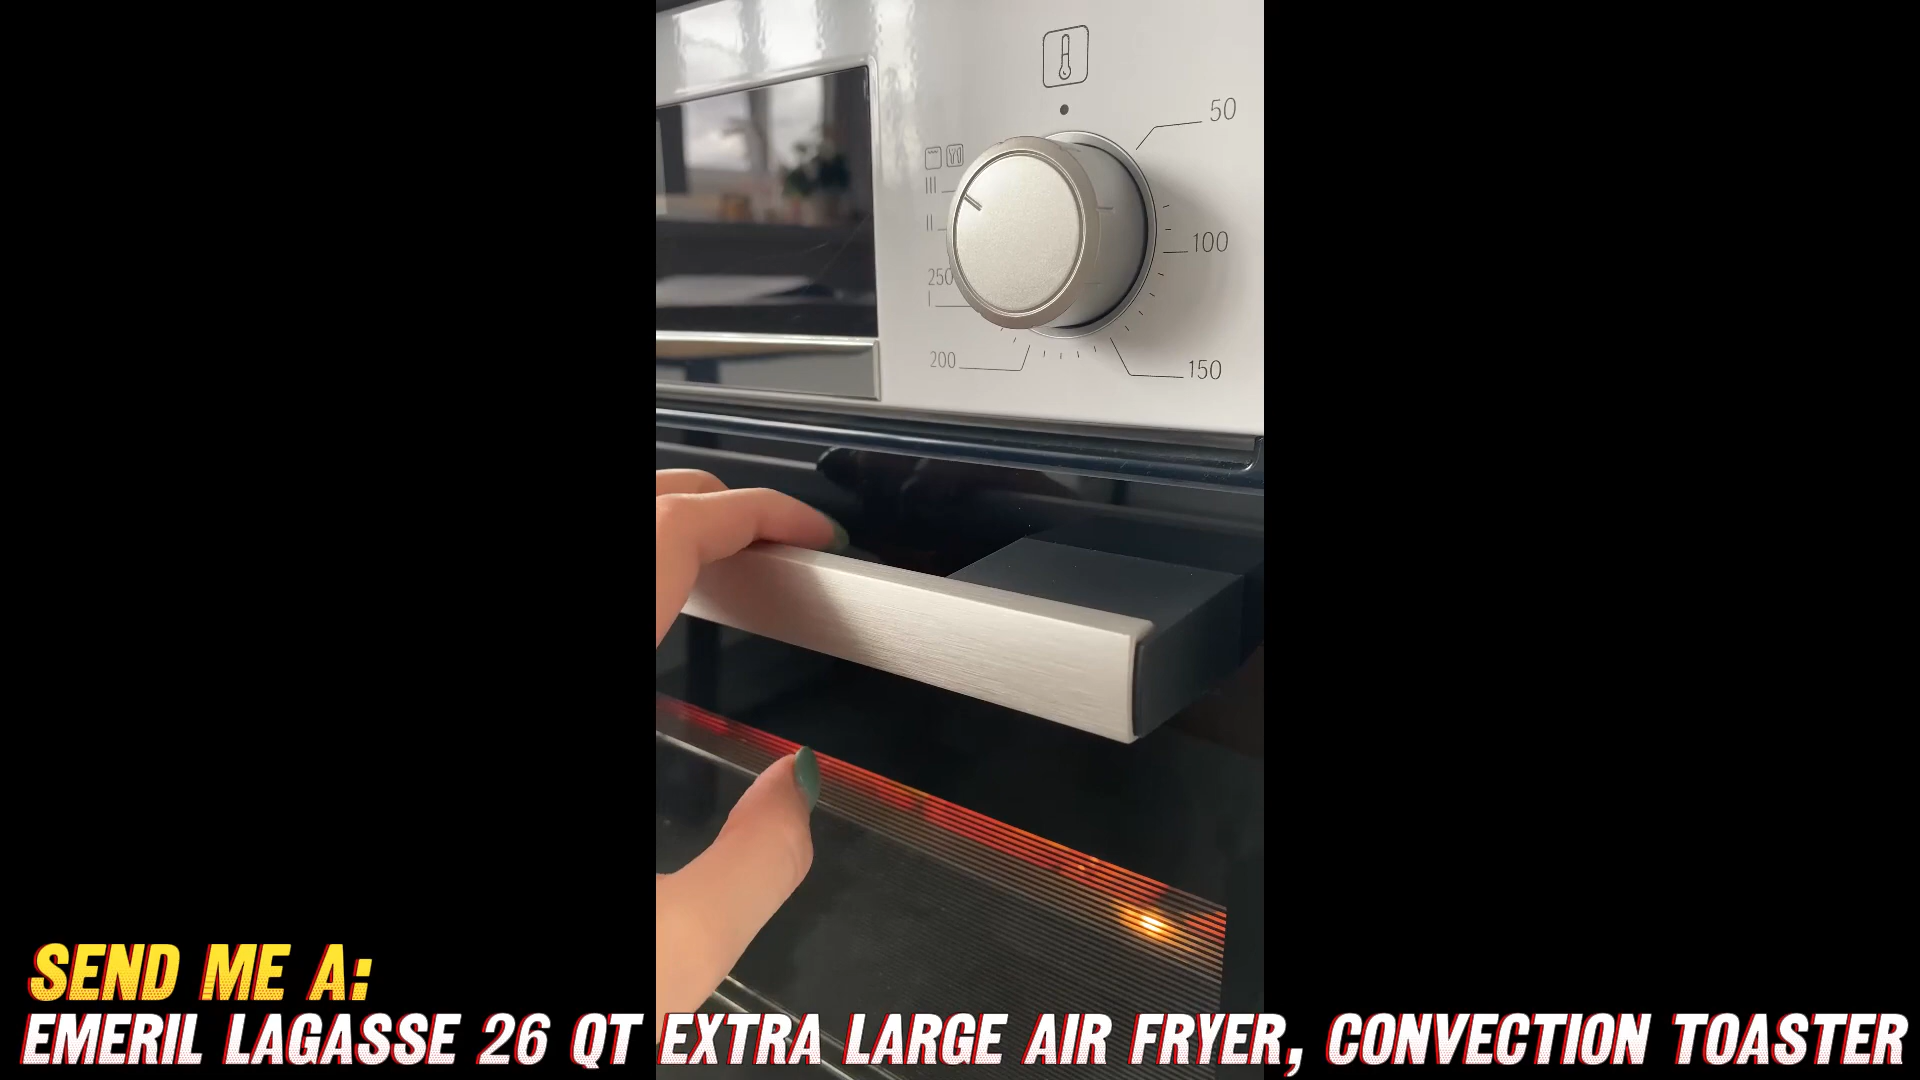 50
III
II
100
250
I
200
150
SEND ME A:
EMERIL LAGASSE 26 QT EXTRA LARGE AIR FRYER, CONVECTION TOASTER